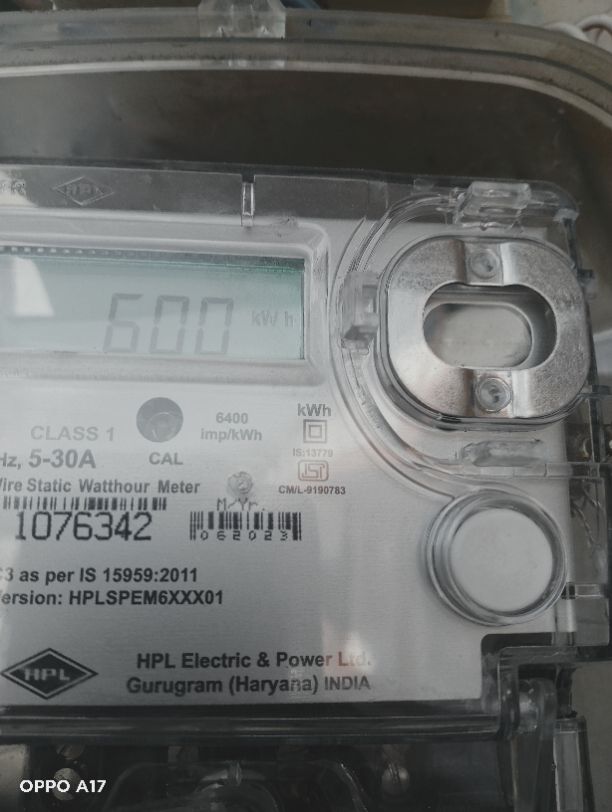 HPL
600 kWh
CLASS 1
CAL
6400
imp/kWh
kWh
IS:13779
CM/L-9190783
Hz, 5-30A
Wire Static Watthour Meter
M/Yr.
1076342
062023
C3 as per IS 15959:2011
Version: HPLSPEM6XXX01
HPL
HPL Electric & Power Ltd.
Gurugram (Haryana) INDIA
OPPO A17